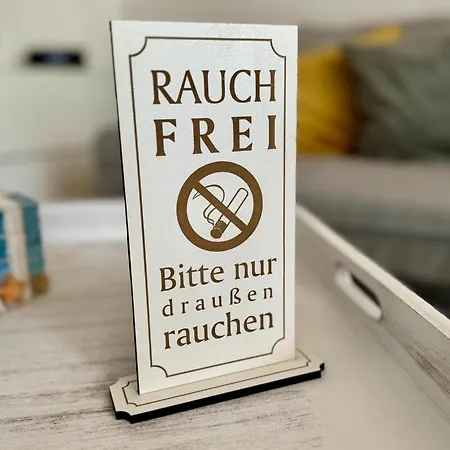 RAUCH
FREI
Bitte nur
draußen
rauchen